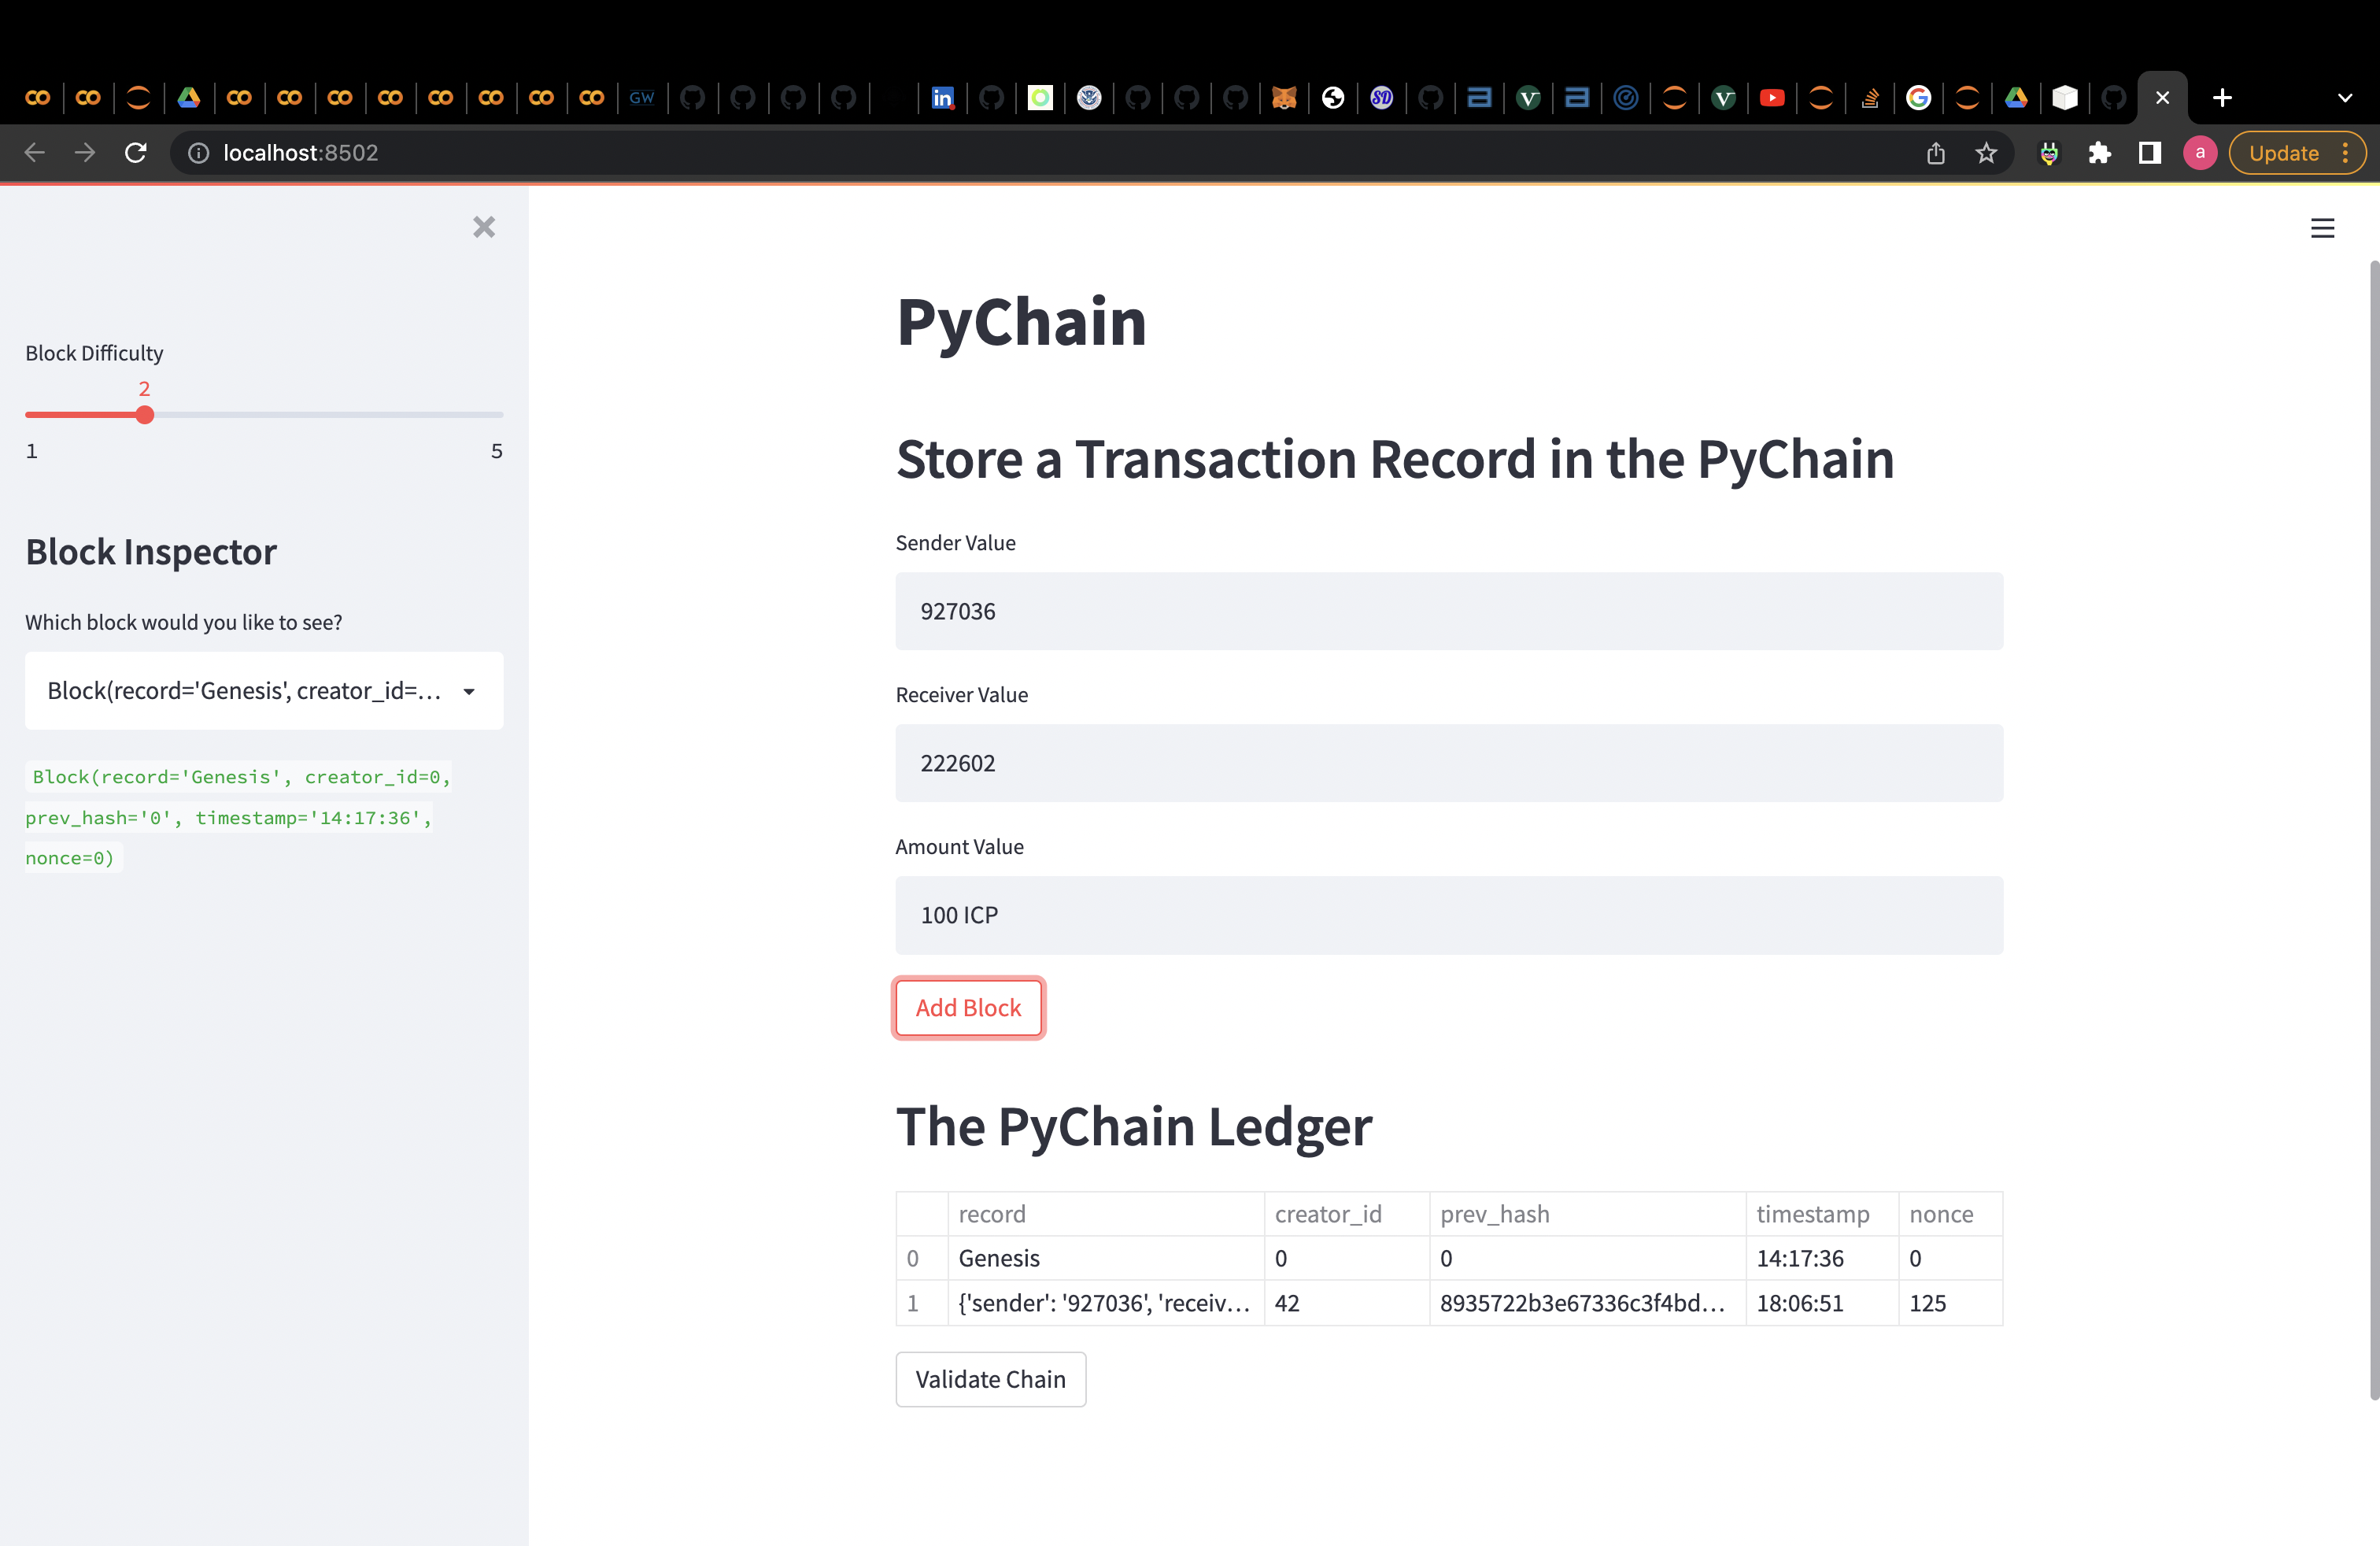 GW
in
SD
V
V
G
localhost:8502
a
Update
Block Difficulty
2
1 5
Block Inspector
Which block would you like to see?
Block(record='Genesis', creator_id=...
Block(record='Genesis', creator_id=0,
prev_hash='0', timestamp='14:17:36',
nonce=0)
PyChain
Store a Transaction Record in the PyChain
Sender Value
927036
Receiver Value
222602
Amount Value
100 ICP
Add Block
The PyChain Ledger
record creator_id prev_hash timestamp nonce
0 Genesis 0 0 14:17:36 0
1 {'sender': '927036', 'receiv... 42 8935722b3e67336c3f4bd... 18:06:51 125
Validate Chain